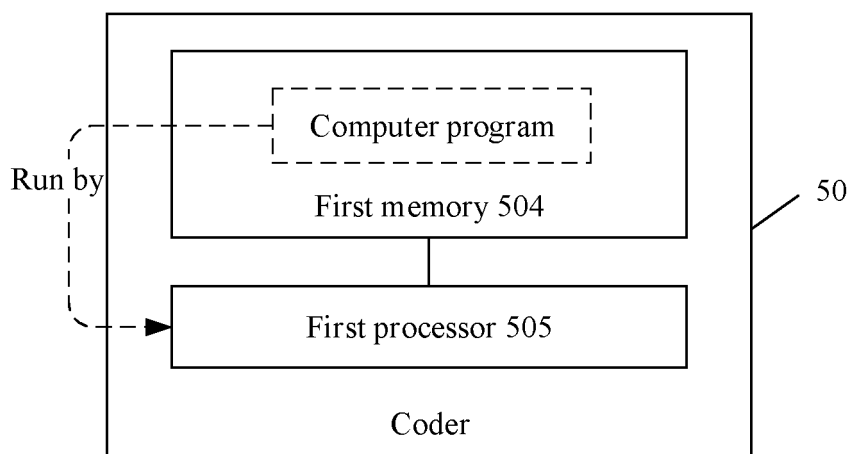 Computer program
Run by
First memory 504
50
First processor 505
Coder